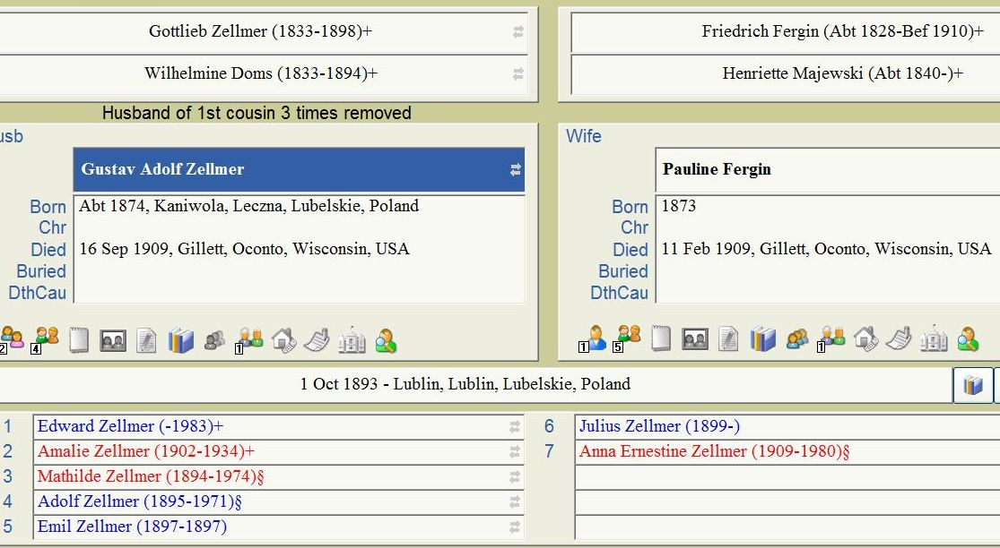 Gottlieb Zellmer (1833-1898)+
Wilhelmine Doms (1833-1894)+
Friedrich Fergin (Abt 1828-Bef 1910)+
Henriette Majewski (Abt 1840-)+
Husband of 1st cousin 3 times removed
usb
Gustav Adolf Zellmer
Born Abt 1874, Kaniwola, Leczna, Lubelskie, Poland
Chr
Died 16 Sep 1909, Gillett, Oconto, Wisconsin, USA
Buried
DthCau
2 4 1
Wife
Pauline Fergin
Born 1873
Chr
Died 11 Feb 1909, Gillett, Oconto, Wisconsin, USA
Buried
DthCau
1 5 1
1 Oct 1893 - Lublin, Lublin, Lubelskie, Poland
1 Edward Zellmer (-1983)+
2 Amalie Zellmer (1902-1934)+
3 Mathilde Zellmer (1894-1974)§
4 Adolf Zellmer (1895-1971)§
5 Emil Zellmer (1897-1897)
6 Julius Zellmer (1899-)
7 Anna Ernestine Zellmer (1909-1980)§